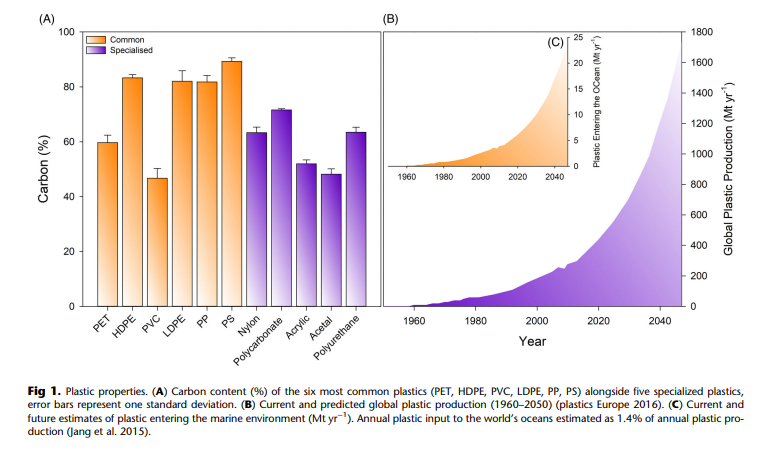 (A)
100
80
60
40
20
0
Carbon (%)
Common
Specialised
PET
HDPE
PVC
LDPE
PP
PS
Nylon
Polycarbonate
Acrylic
Acetal
Polyurethane
(B)
1800
1600
1400
1200
1000
800
600
400
200
0
Global Plastic Production (Mt yr-1)
1960
1980
2000
2020
2040
Year
(C)
25
20
15
10
5
0
Plastic Entering the OCean (Mt yr-1)
1960
1980
2000
2020
2040
Fig 1. Plastic properties. (A) Carbon content (%) of the six most common plastics (PET, HDPE, PVC, LDPE, PP, PS) alongside five specialized plastics,
error bars represent one standard deviation. (B) Current and predicted global plastic production (1960–2050) (plastics Europe 2016). (C) Current and
future estimates of plastic entering the marine environment (Mt yr−1). Annual plastic input to the world's oceans estimated as 1.4% of annual plastic pro-
duction (Jang et al. 2015).